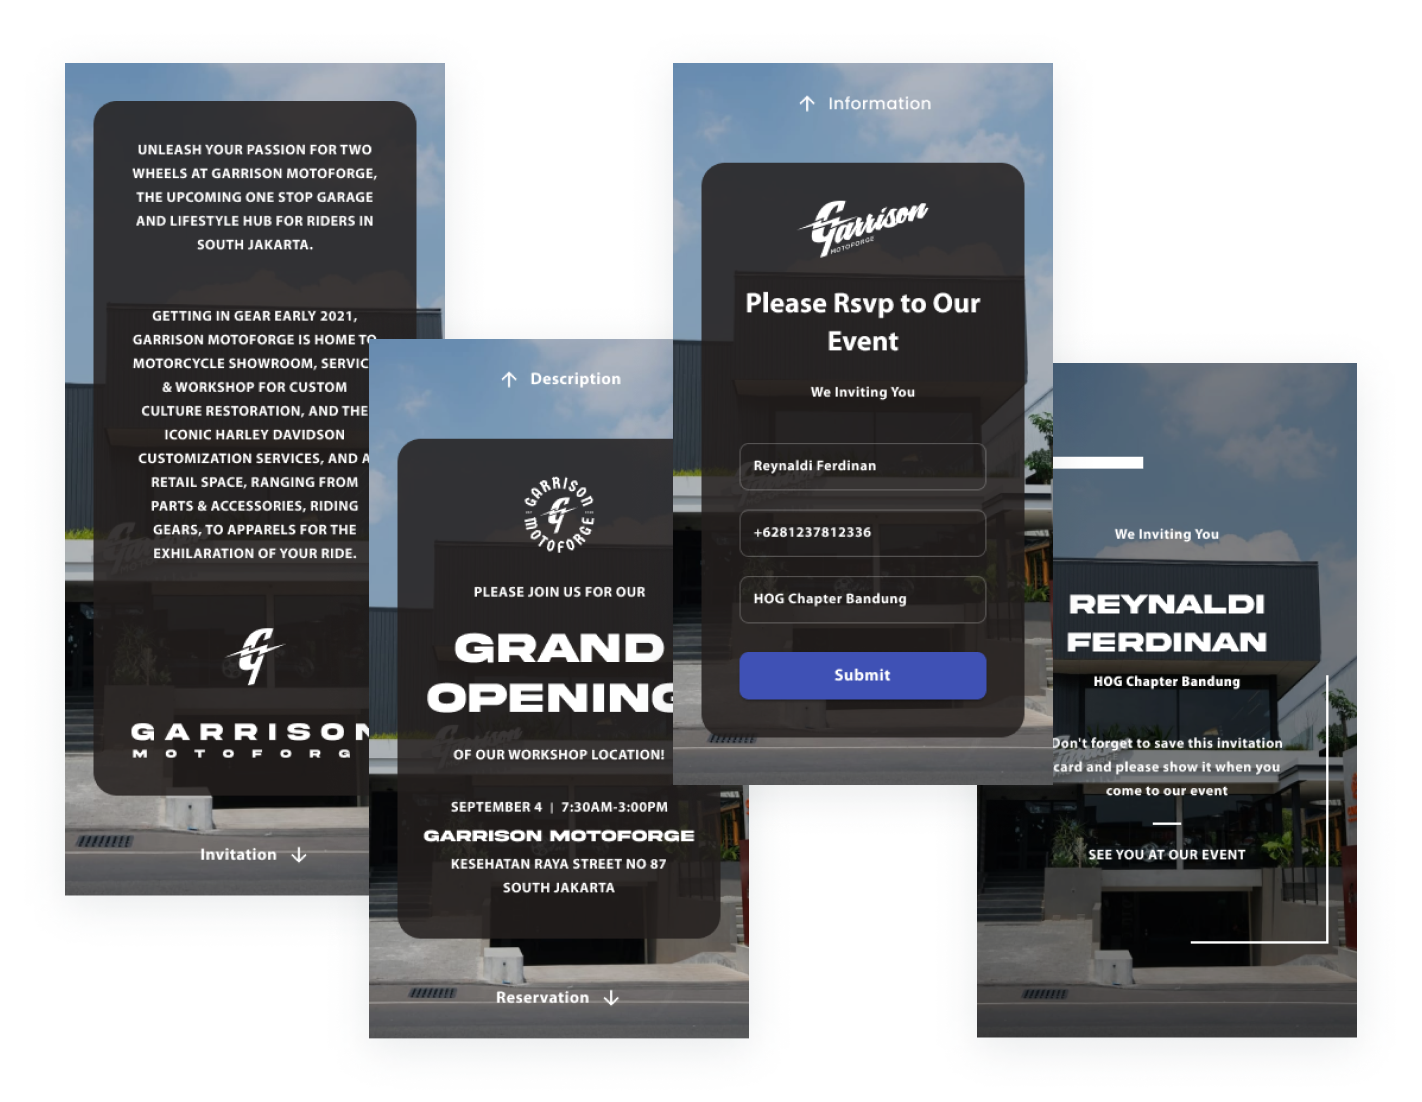 UNLEASH YOUR PASSION FOR TWO
WHEELS AT GARRISON MOTOFORGE,
THE UPCOMING ONE STOP GARAGE
AND LIFESTYLE HUB FOR RIDERS IN
SOUTH JAKARTA.
GETTING IN GEAR EARLY 2021,
GARRISON MOTOFORGE IS HOME TO
MOTORCYCLE SHOWROOM, SERVIC
& WORKSHOP FOR CUSTOM
CULTURE RESTORATION, AND THE
ICONIC HARLEY DAVIDSON
CUSTOMIZATION SERVICES, AND A
RETAIL SPACE, RANGING FROM
PARTS & ACCESSORIES, RIDING
GEARS, TO APPARELS FOR THE
EXHILARATION OF YOUR RIDE.
GARRISON
MOTOFORG
Invitation ↓
↑ Description
GARRISON
MOTOFORGE
PLEASE JOIN US FOR OUR
GRAND
OPENING
OF OUR WORKSHOP LOCATION!
SEPTEMBER 4 | 7:30AM-3:00PM
GARRISON MOTOFORGE
KESEHATAN RAYA STREET NO 87
SOUTH JAKARTA
Reservation ↓
↑ Information
Garrison
MOTOFORGE
Please Rsvp to Our
Event
We Inviting You
Reynaldi Ferdinan
+6281237812336
HOG Chapter Bandung
Submit
We Inviting You
REYNALDI
FERDINAN
HOG Chapter Bandung
Don't forget to save this invitation
card and please show it when you
come to our event
SEE YOU AT OUR EVENT